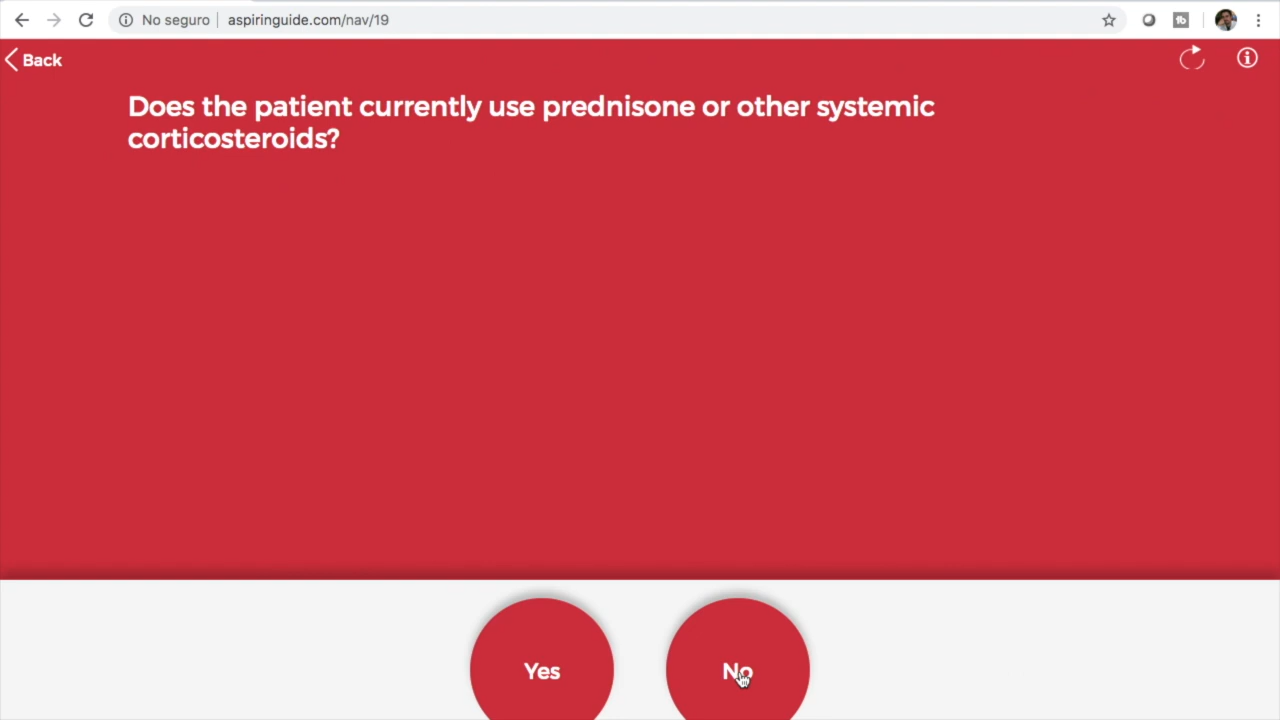 No seguro
aspiringuide.com/nav/19
Back
Does the patient currently use prednisone or other systemic
corticosteroids?
Yes
No